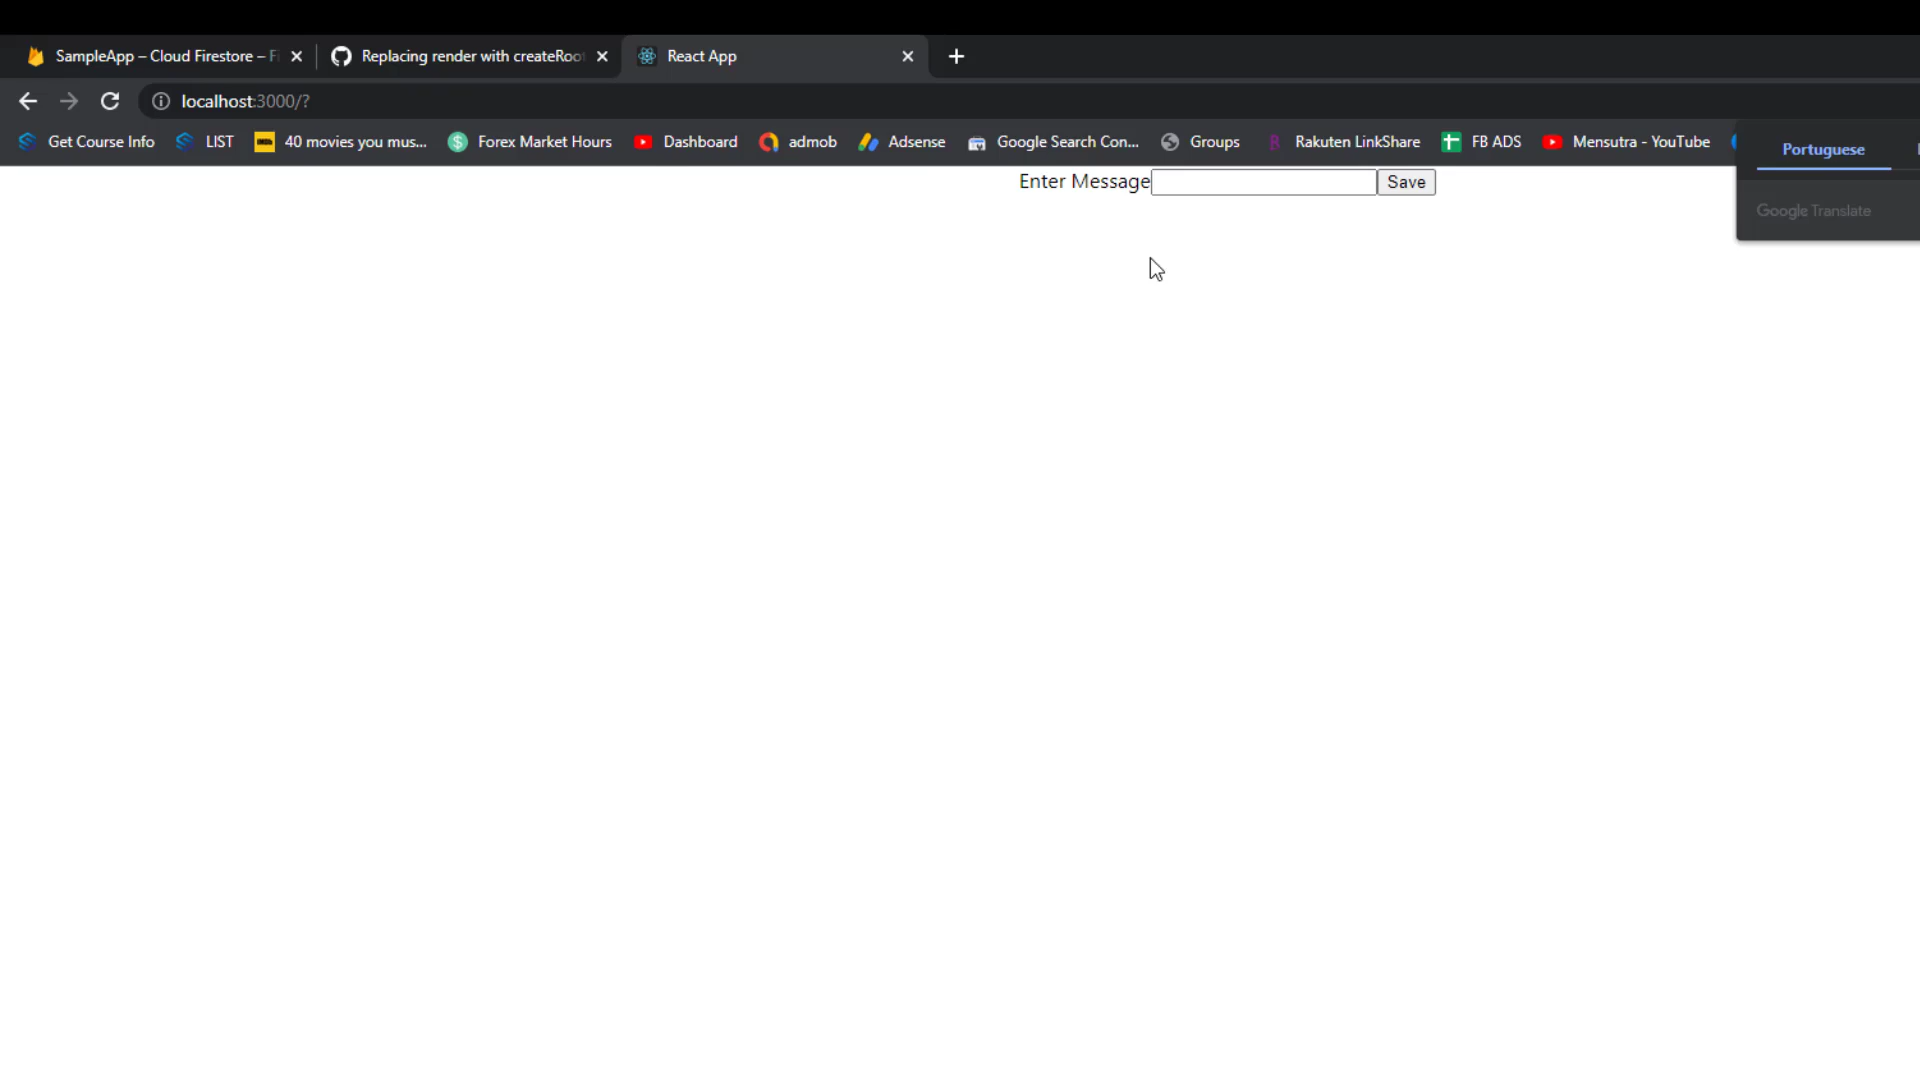 SampleApp – Cloud Firestore – Fi
Replacing render with createRoo
React App
localhost:3000/?
Get Course Info
LIST
40 movies you mus...
Forex Market Hours
Dashboard
admob
Adsense
Google Search Con...
Groups
Rakuten LinkShare
FB ADS
Mensutra - YouTube
Portuguese
Enter Message
Save
Google Translate